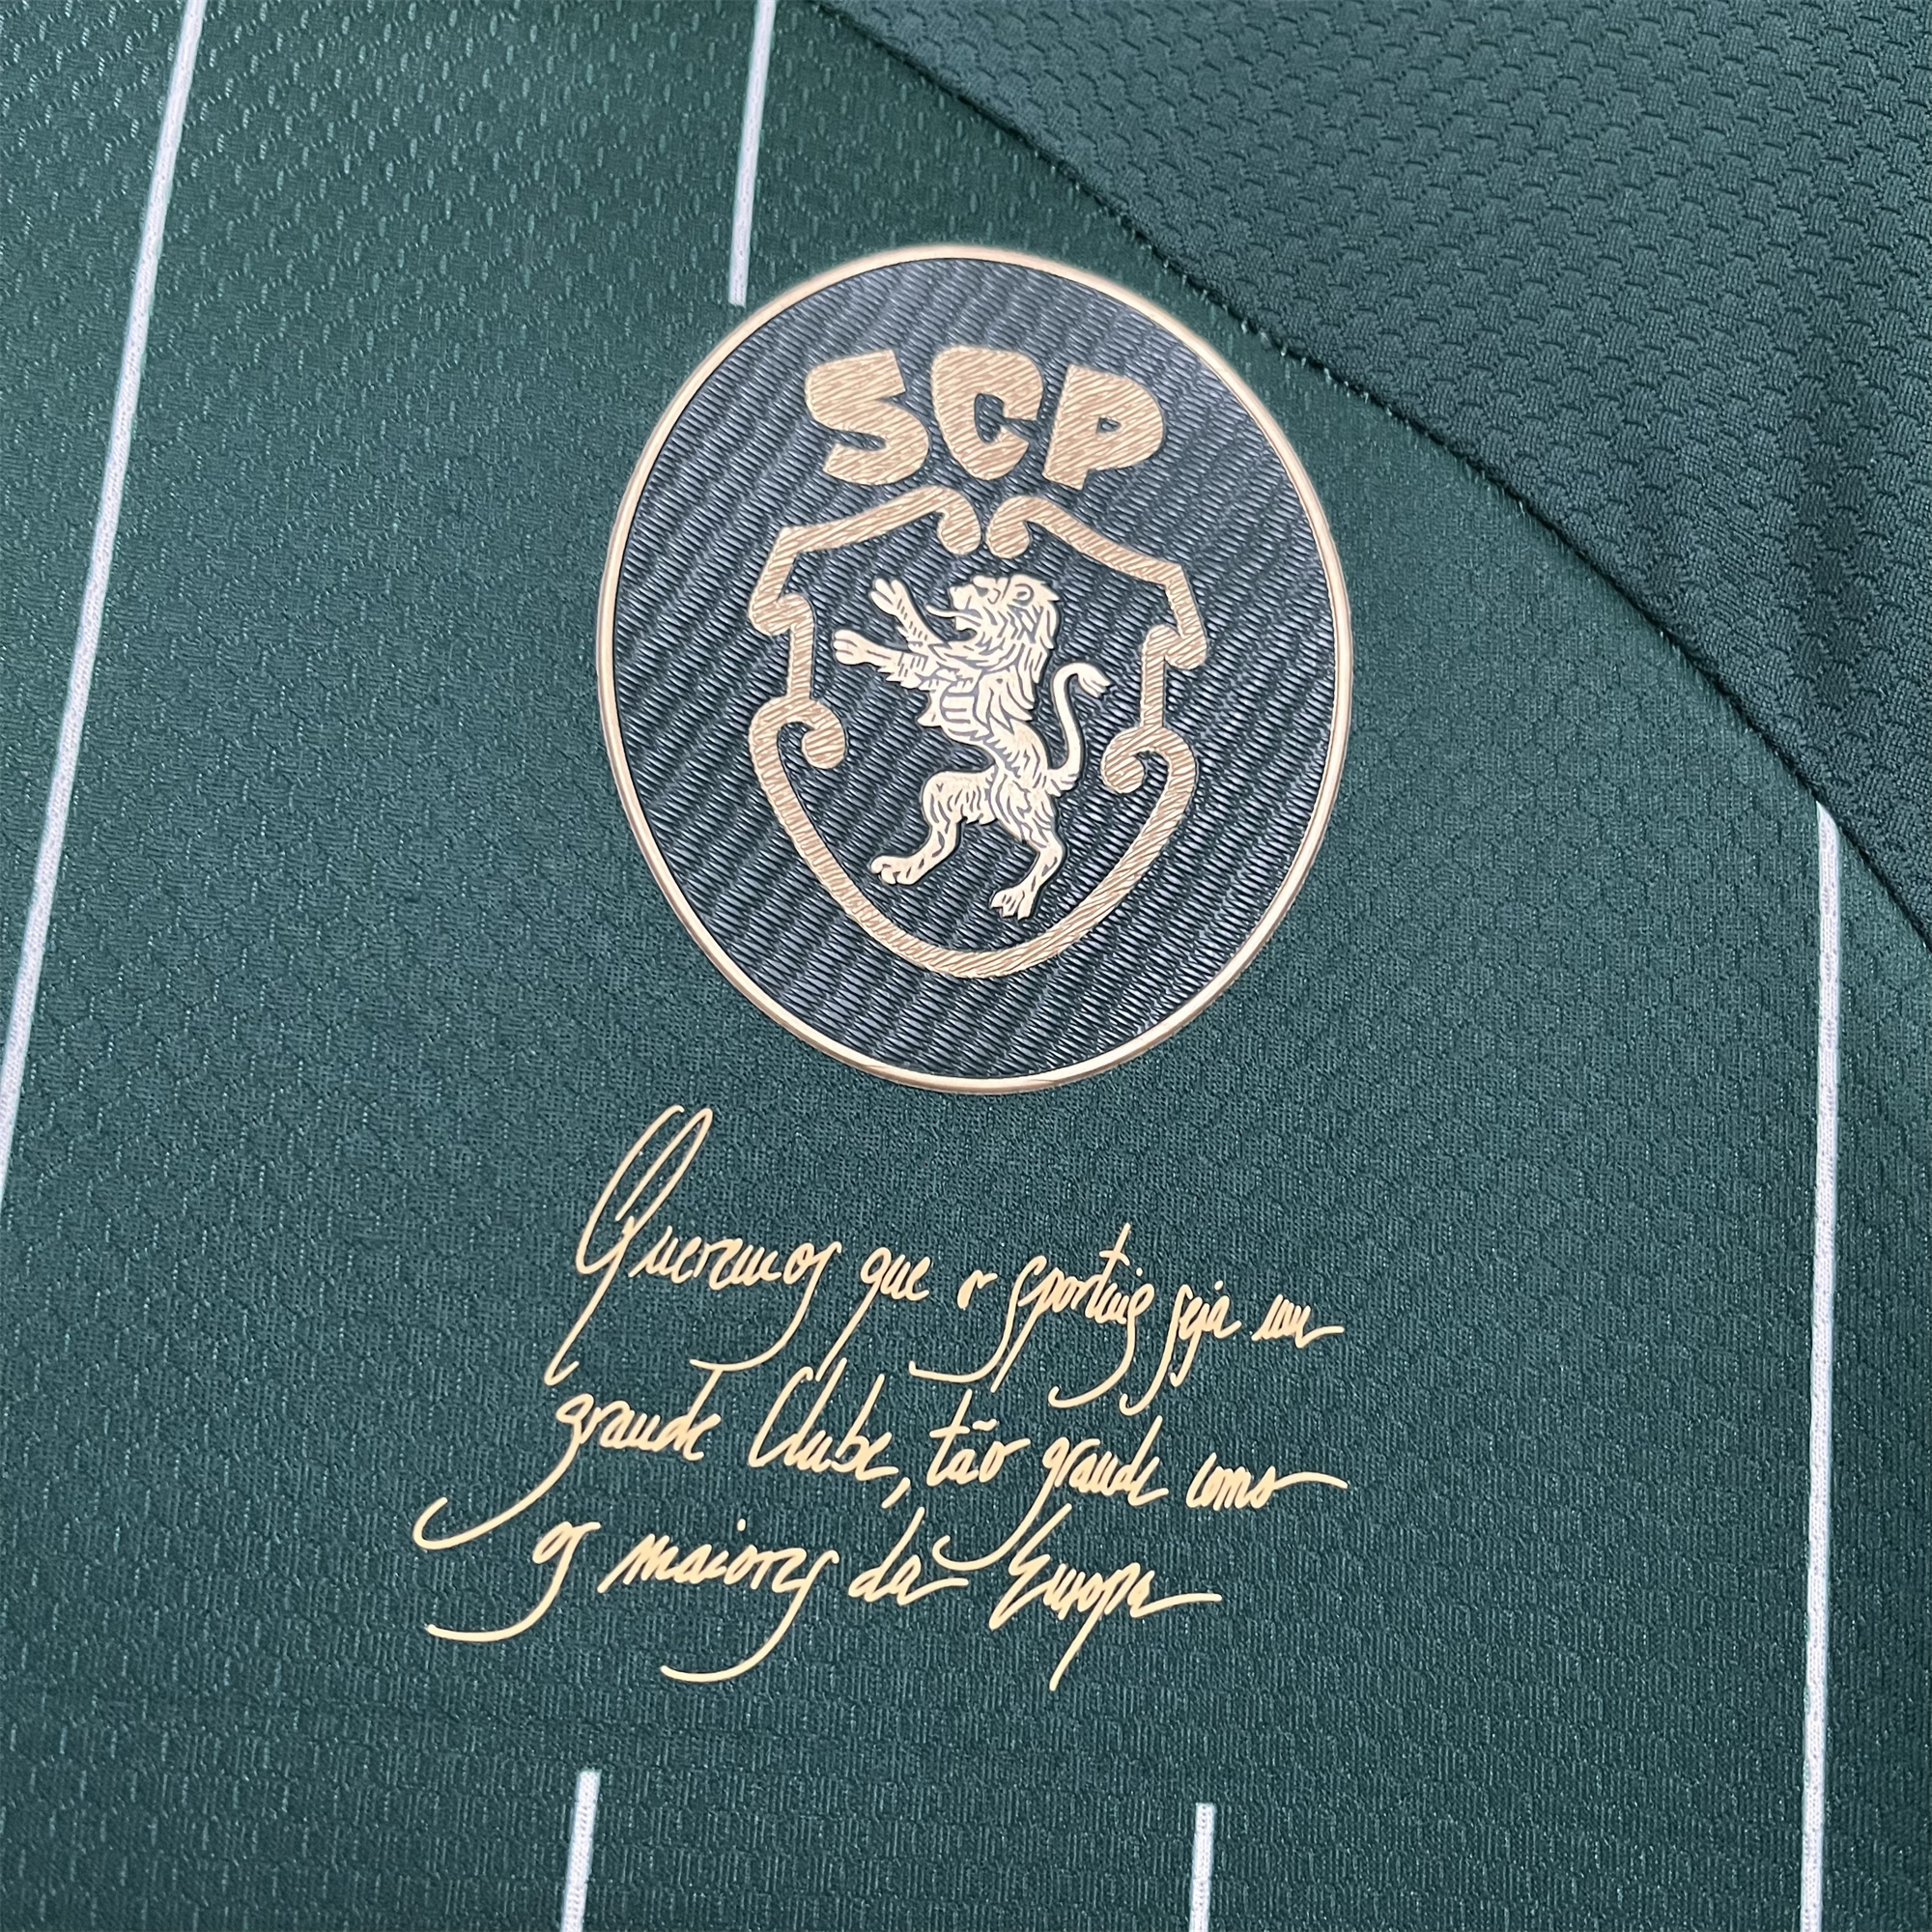 SCP
Queremos que o Sporting seja um
grande Clube, tão grande como
os maiores da Europa